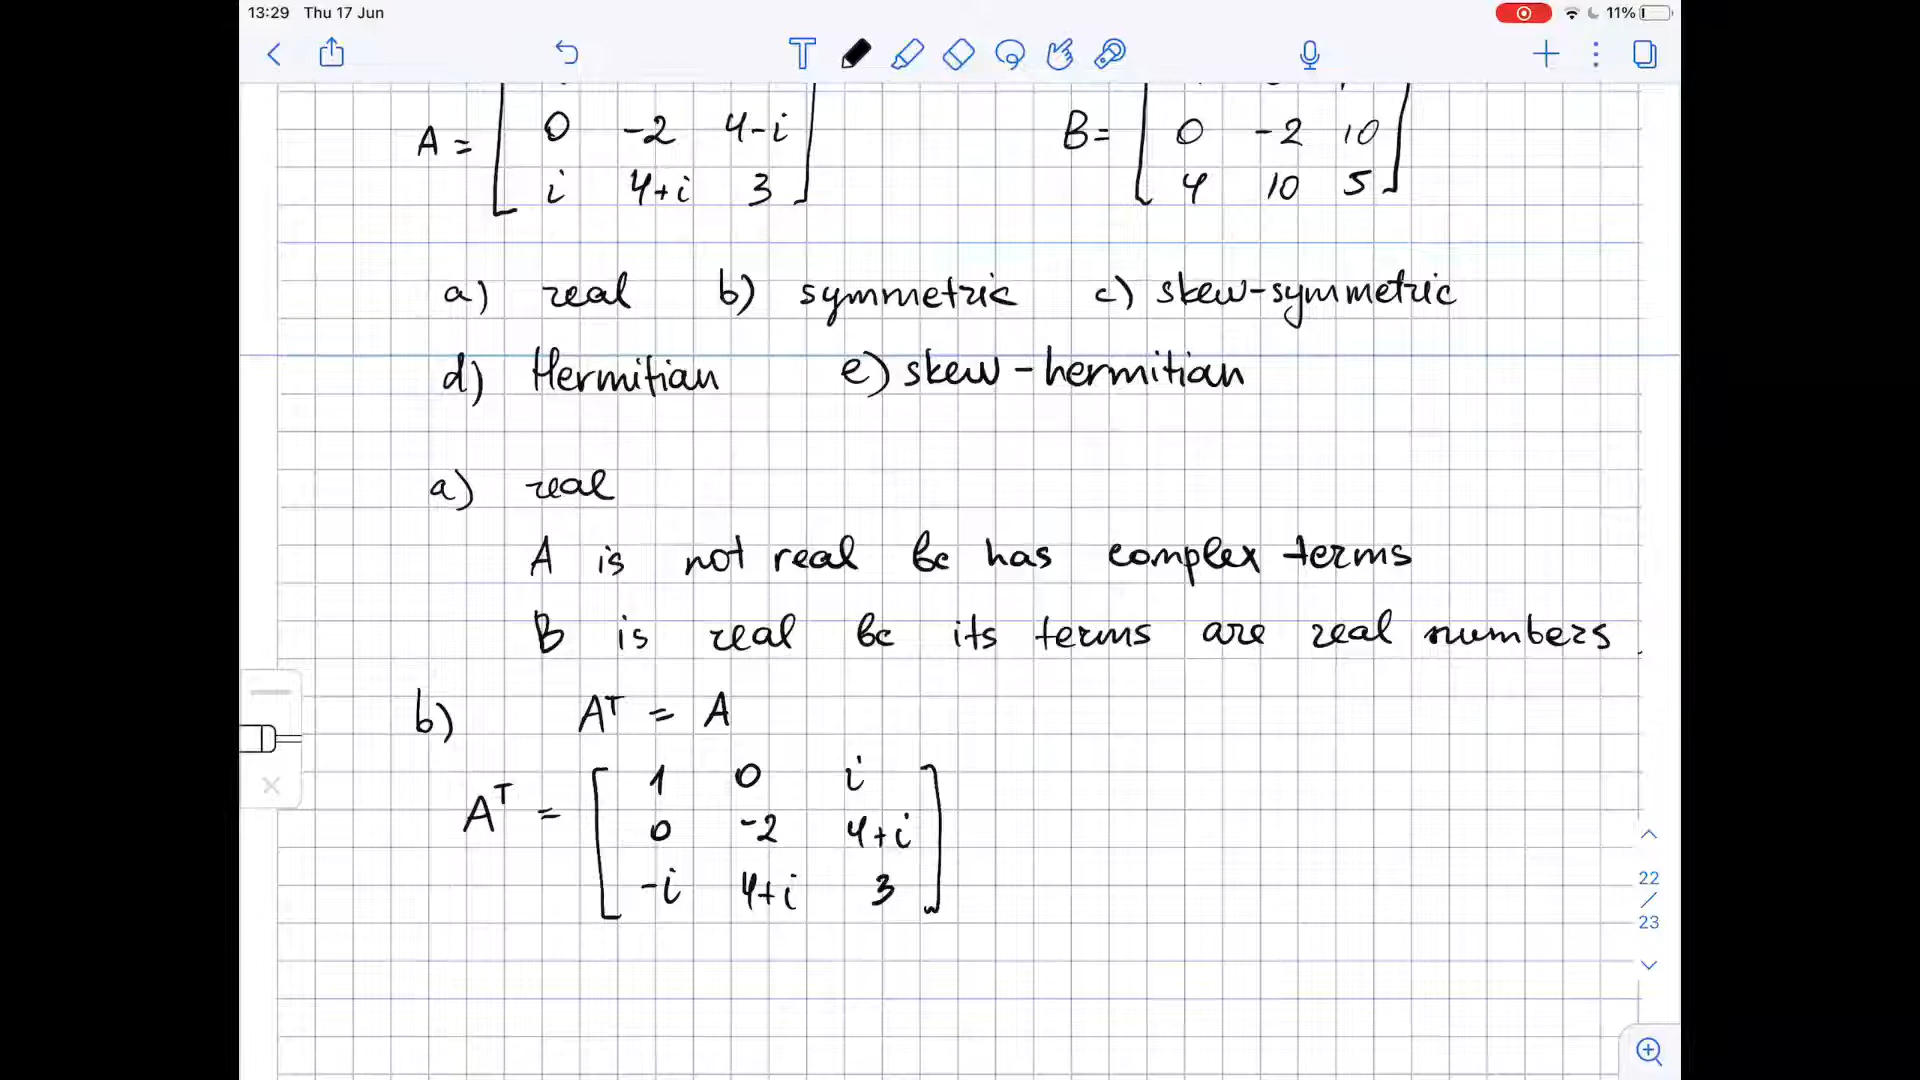 13:29 Thu 17 Jun 11%
T
A = 0 -2 4-i B = 0 -2 10
i 4+i 3 4 10 5
a) real b) symmetric c) skew-symmetric
d) Hermitian e) skew-hermitian
a) real
A is not real bc has complex terms
B is real bc its terms are real numbers.
b) Aᵀ = A
1 0 i
Aᵀ = 0 -2 4+i
-i 4+i 3
22
/
23